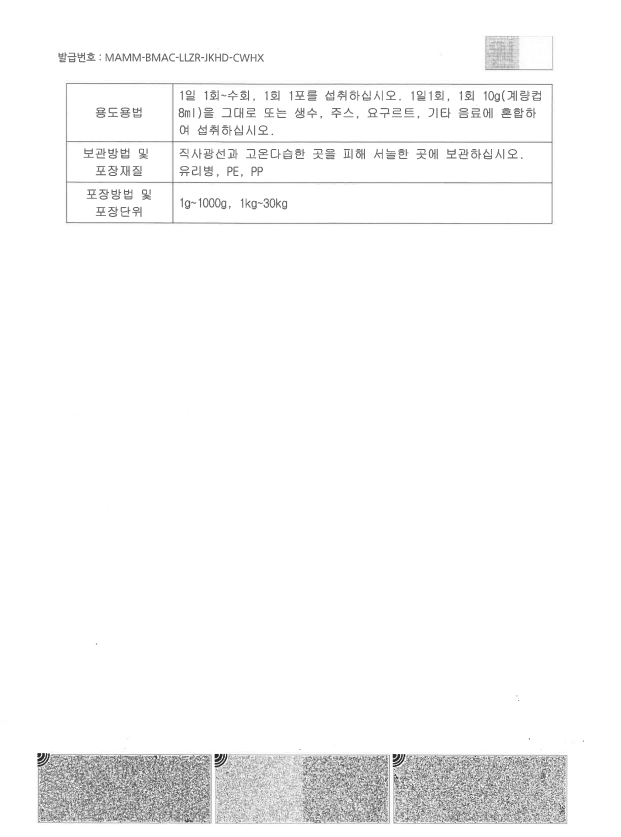 발급번호 : MAMM-BMAC-LLZR-JKHD-CWHX
용도용법
1일 1회~수회, 1회 1포를 섭취하십시오. 1일1회, 1회 10g(계량컵
8ml)을 그대로 또는 생수, 주스, 요구르트, 기타 음료에 혼합하
여 섭취하십시오.
보관방법 및
포장재질
직사광선과 고온다습한 곳을 피해 서늘한 곳에 보관하십시오.
유리병, PE, PP
포장방법 및
포장단위
1g~1000g, 1kg~30kg